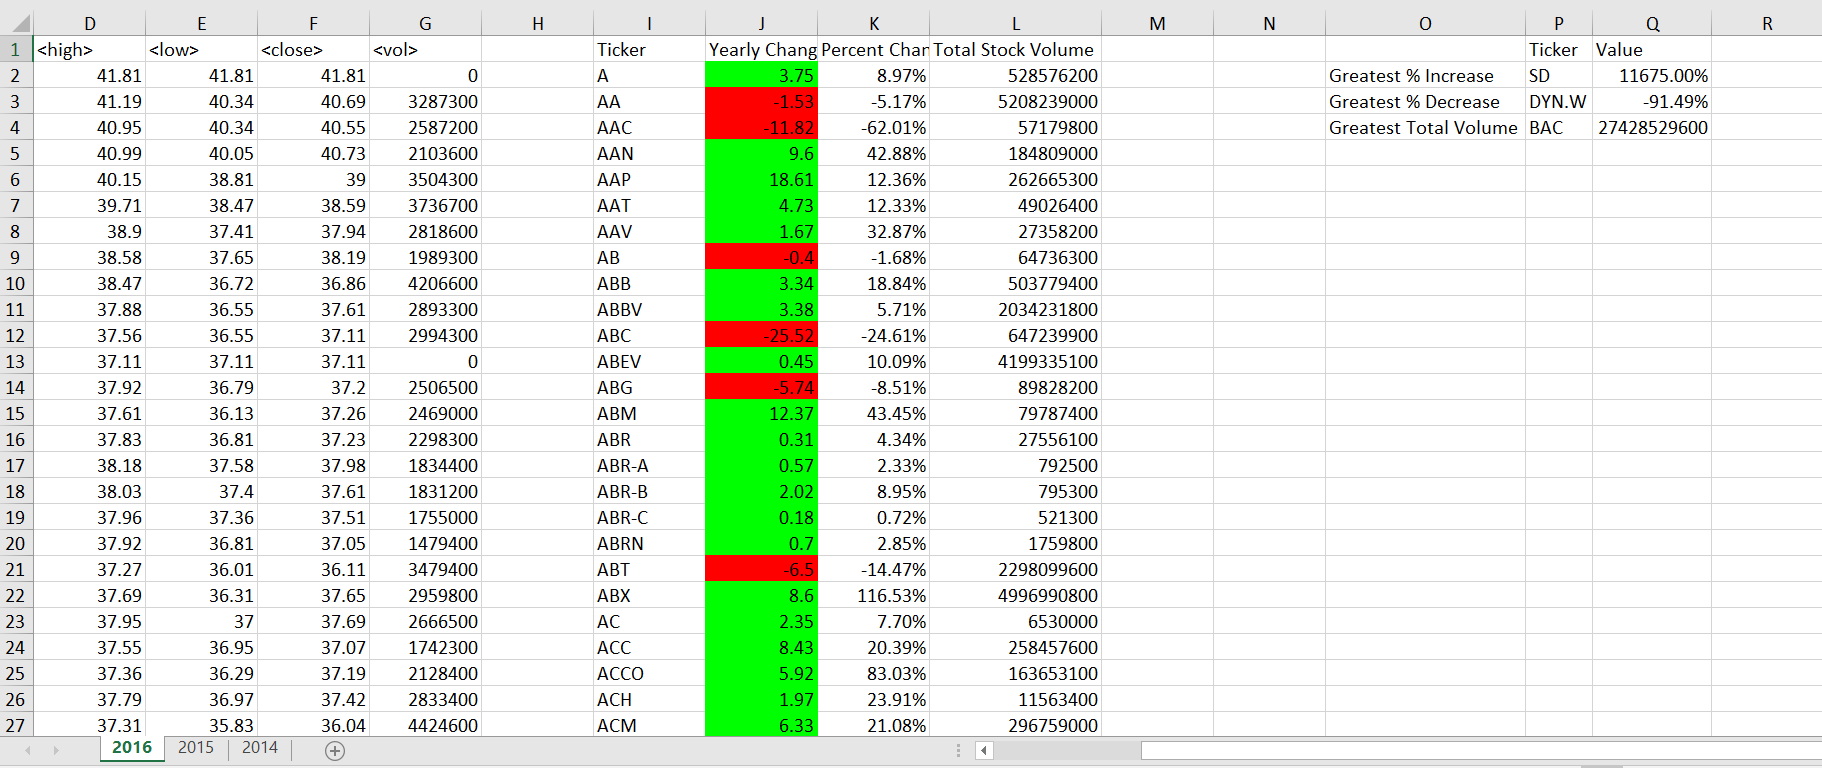 D E F G H I J K L M N O P Q R
1 <high> <low> <close> <vol> Ticker Yearly Chang Percent Chan Total Stock Volume Ticker Value
2 41.81 41.81 41.81 0 A 3.75 8.97% 528576200 Greatest % Increase SD 11675.00%
3 41.19 40.34 40.69 3287300 AA -1.53 -5.17% 5208239000 Greatest % Decrease DYN.W -91.49%
4 40.95 40.34 40.55 2587200 AAC -11.82 -62.01% 57179800 Greatest Total Volume BAC 27428529600
5 40.99 40.05 40.73 2103600 AAN 9.6 42.88% 184809000
6 40.15 38.81 39 3504300 AAP 18.61 12.36% 262665300
7 39.71 38.47 38.59 3736700 AAT 4.73 12.33% 49026400
8 38.9 37.41 37.94 2818600 AAV 1.67 32.87% 27358200
9 38.58 37.65 38.19 1989300 AB -0.4 -1.68% 64736300
10 38.47 36.72 36.86 4206600 ABB 3.34 18.84% 503779400
11 37.88 36.55 37.61 2893300 ABBV 3.38 5.71% 2034231800
12 37.56 36.55 37.11 2994300 ABC -25.52 -24.61% 647239900
13 37.11 37.11 37.11 0 ABEV 0.45 10.09% 4199335100
14 37.92 36.79 37.2 2506500 ABG -5.74 -8.51% 89828200
15 37.61 36.13 37.26 2469000 ABM 12.37 43.45% 79787400
16 37.83 36.81 37.23 2298300 ABR 0.31 4.34% 27556100
17 38.18 37.58 37.98 1834400 ABR-A 0.57 2.33% 792500
18 38.03 37.4 37.61 1831200 ABR-B 2.02 8.95% 795300
19 37.96 37.36 37.51 1755000 ABR-C 0.18 0.72% 521300
20 37.92 36.81 37.05 1479400 ABRN 0.7 2.85% 1759800
21 37.27 36.01 36.11 3479400 ABT -6.5 -14.47% 2298099600
22 37.69 36.31 37.65 2959800 ABX 8.6 116.53% 4996990800
23 37.95 37 37.69 2666500 AC 2.35 7.70% 6530000
24 37.55 36.95 37.07 1742300 ACC 8.43 20.39% 258457600
25 37.36 36.29 37.19 2128400 ACCO 5.92 83.03% 163653100
26 37.79 36.97 37.42 2833400 ACH 1.97 23.91% 11563400
27 37.31 35.83 36.04 4424600 ACM 6.33 21.08% 296759000
2016 2015 2014